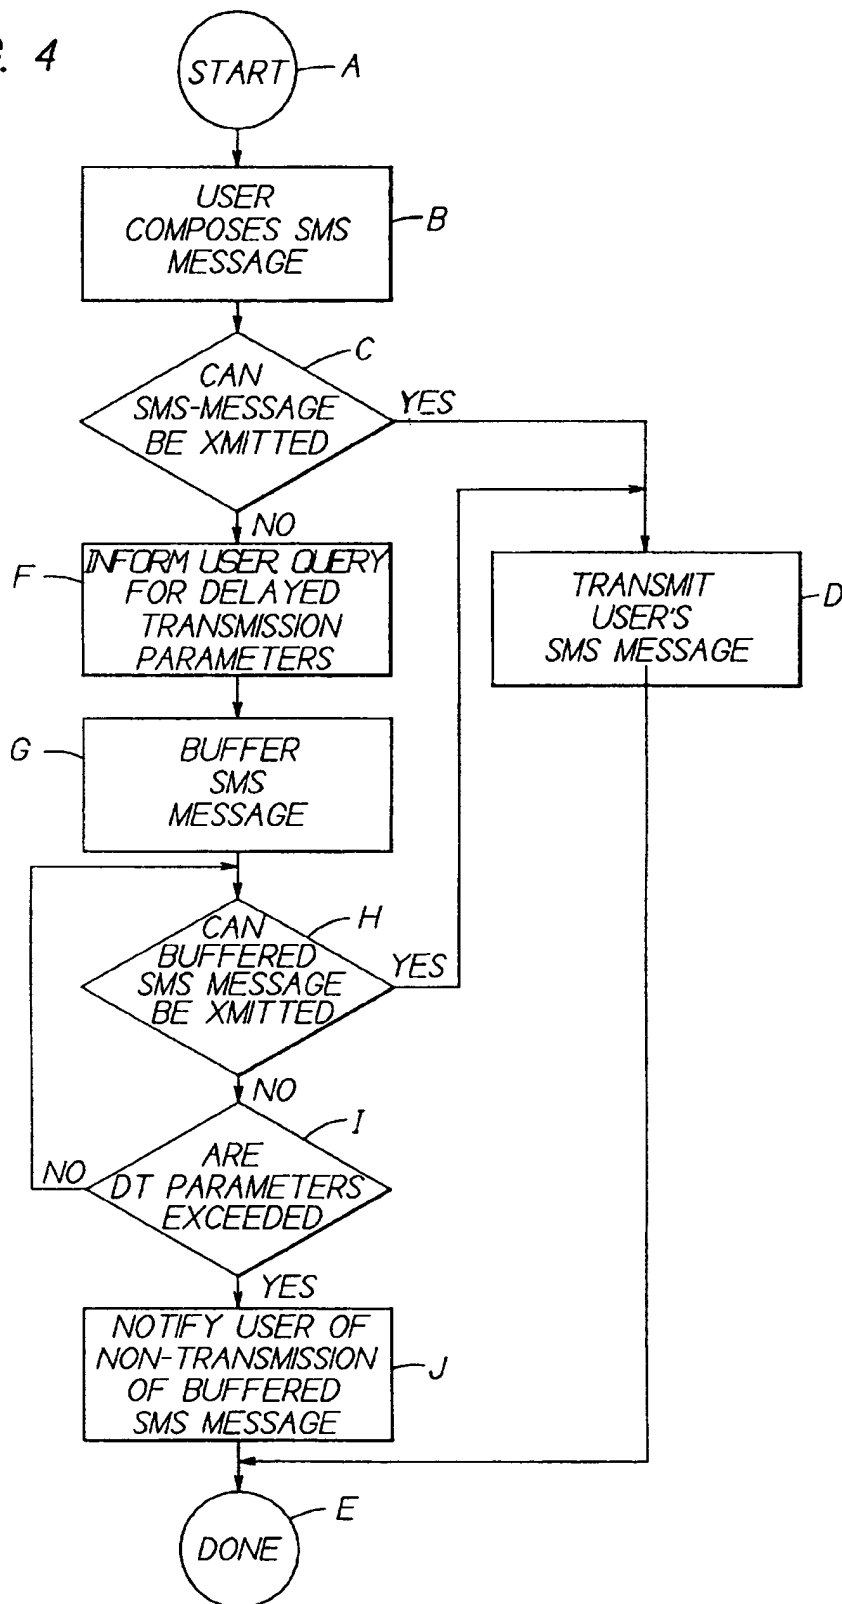 . 4
START
A
USER
COMPOSES SMS
MESSAGE
B
C
CAN
SMS-MESSAGE
BE XMITTED
YES
NO
F
INFORM USER QUERY
FOR DELAYED
TRANSMISSION
PARAMETERS
TRANSMIT
USER'S
SMS MESSAGE
D
G
BUFFER
SMS
MESSAGE
H
CAN
BUFFERED
SMS MESSAGE
BE XMITTED
YES
NO
I
ARE
DT PARAMETERS
EXCEEDED
NO
YES
NOTIFY USER OF
NON-TRANSMISSION
OF BUFFERED
SMS MESSAGE
J
E
DONE